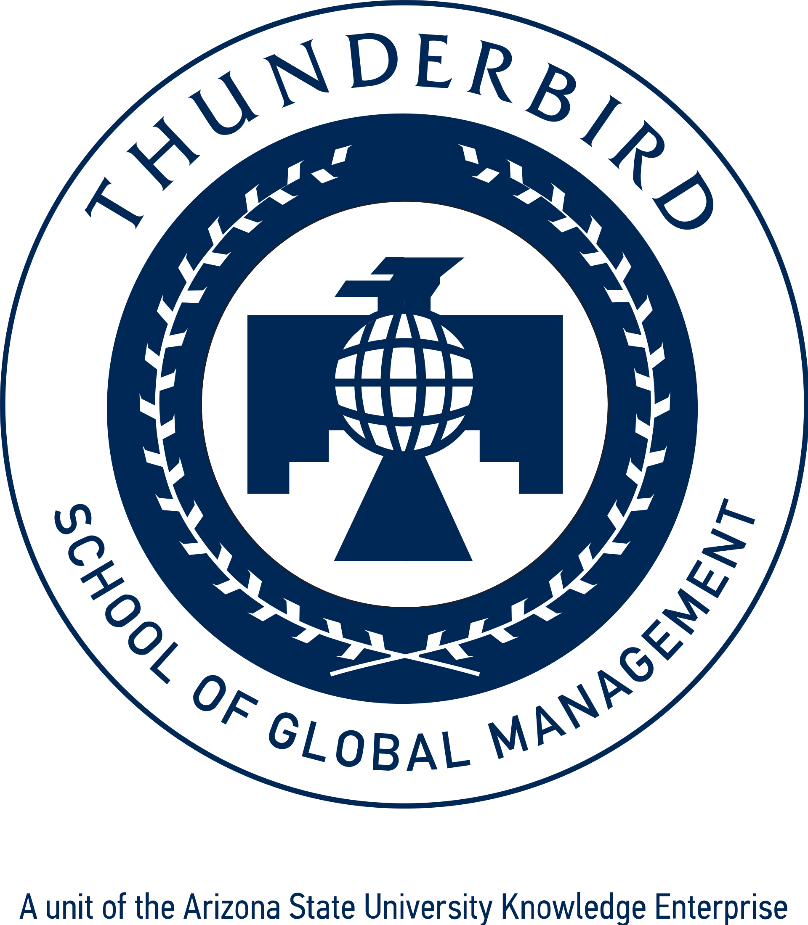 THUNDERBIRD
SCHOOL OF GLOBAL MANAGEMENT
A unit of the Arizona State University Knowledge Enterprise